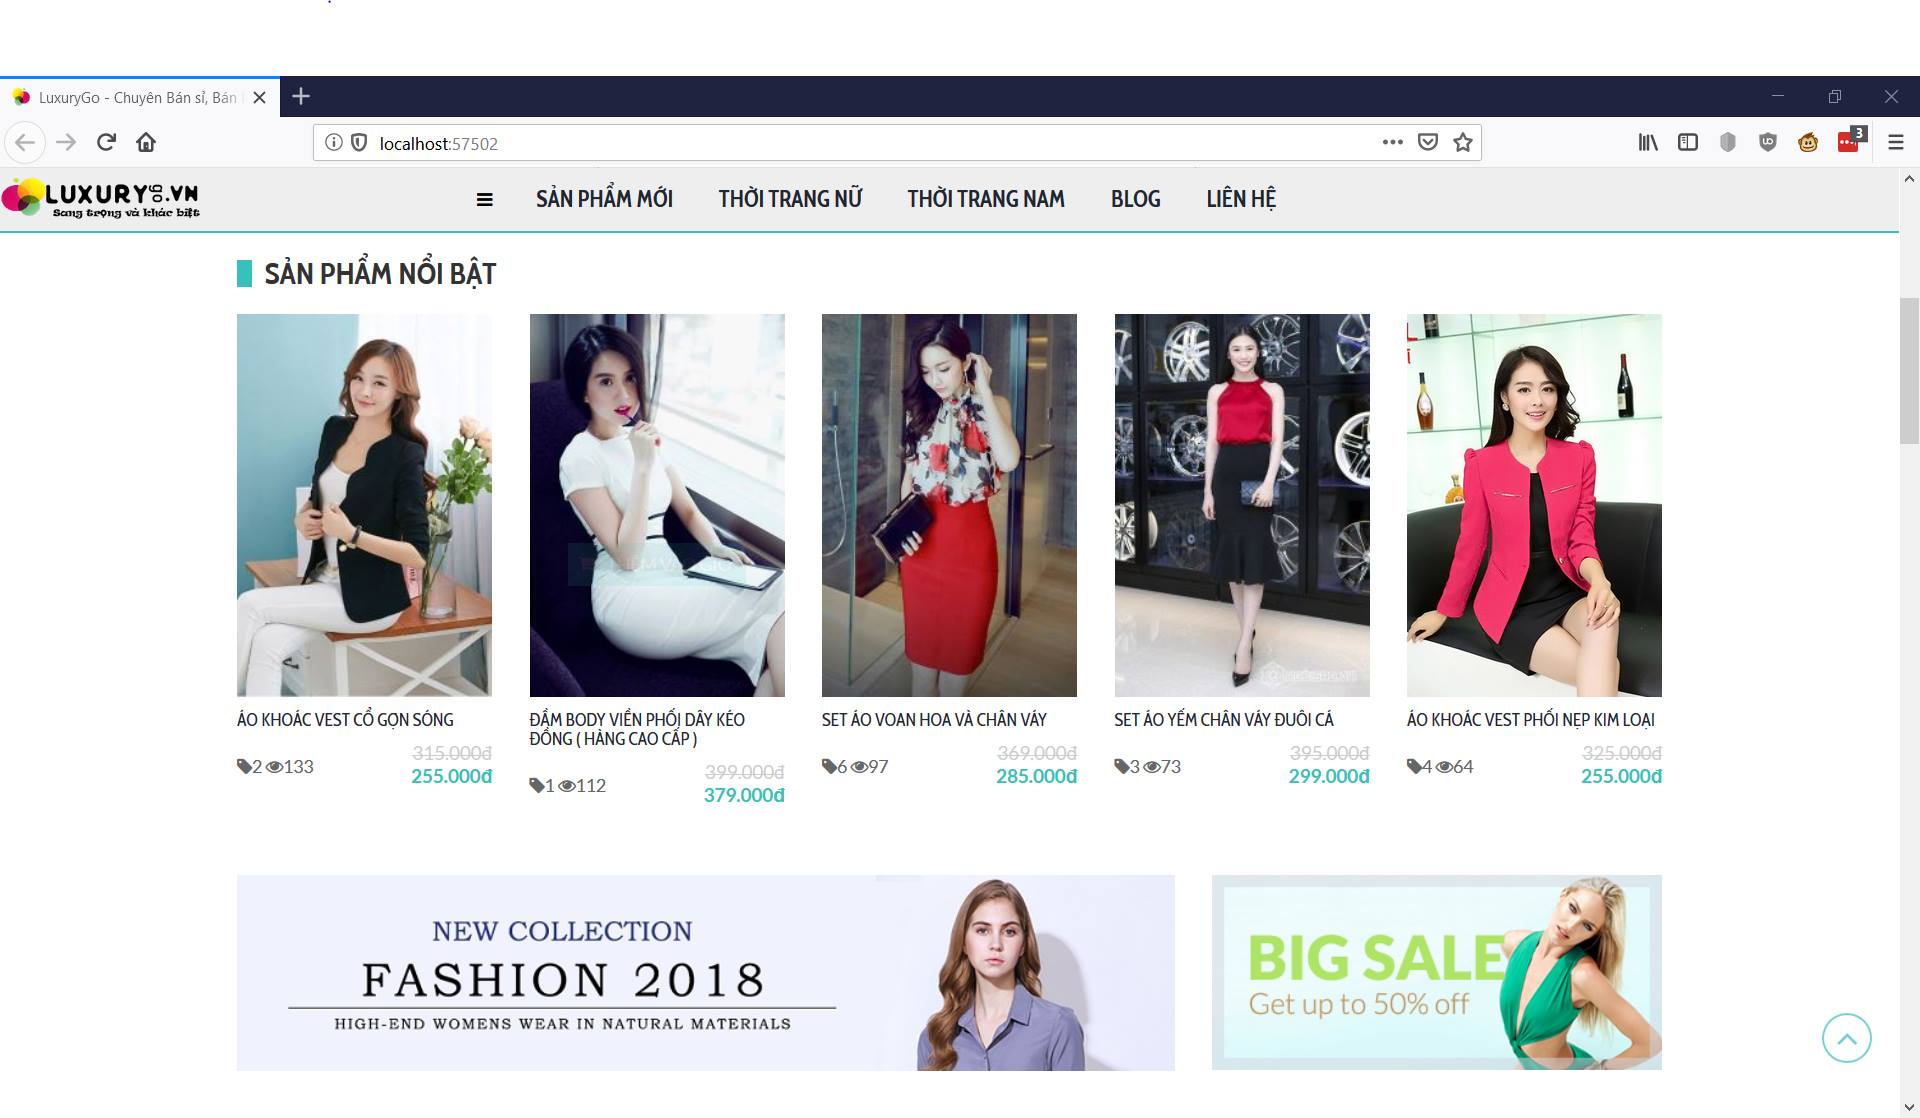 LuxuryGo - Chuyên Bán sỉ, Bán
localhost:57502
3
LUXURYGO.VN
Sang trọng và khác biệt
SẢN PHẨM MỚI
THỜI TRANG NỮ
THỜI TRANG NAM
BLOG
LIÊN HỆ
SẢN PHẨM NỔI BẬT
ÁO KHOÁC VEST CỔ GỢN SÓNG
2 133
315.000đ
255.000đ
ĐẦM BODY VIỀN PHỐI DÂY KÉO
ĐỒNG ( HÀNG CAO CẤP )
1 112
399.000đ
379.000đ
SET ÁO VOAN HOA VÀ CHÂN VÁY
6 97
369.000đ
285.000đ
SET ÁO YẾM CHÂN VÁY ĐUÔI CÁ
3 73
395.000đ
299.000đ
ÁO KHOÁC VEST PHỐI NẸP KIM LOẠI
4 64
325.000đ
255.000đ
NEW COLLECTION
FASHION 2018
HIGH-END WOMENS WEAR IN NATURAL MATERIALS
BIG SALE
Get up to 50% off